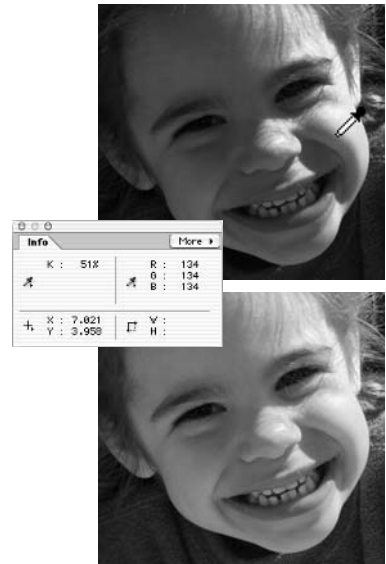 Info
More
K : 51%
R : 134
G : 134
B : 134
X : 7.021
Y : 3.958
W :
H :